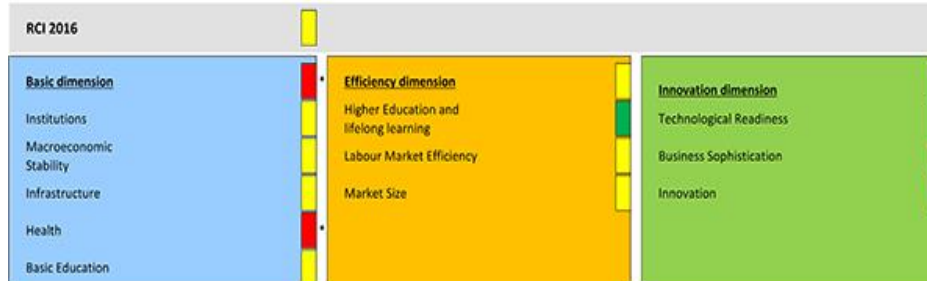 RCI 2016
Basic dimension
Institutions
Macroeconomic
Stability
Infrastructure
Health
Basic Education
Efficiency dimension
Higher Education and
lifelong learning
Labour Market Efficiency
Market Size
Innovation dimension
Technological Readiness
Business Sophistication
Innovation